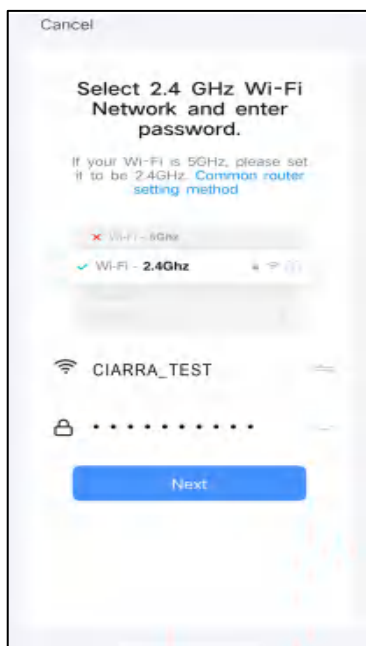 Cancel
Select 2.4 GHz Wi-Fi
Network and enter
password.
If your Wi-Fi is 5GHz, please set
it to be 2.4GHz. Common router
setting method
Wi-Fi - 5Ghz
Wi-Fi - 2.4Ghz
CIARRA_TEST
• • • • • • • • • •
Next